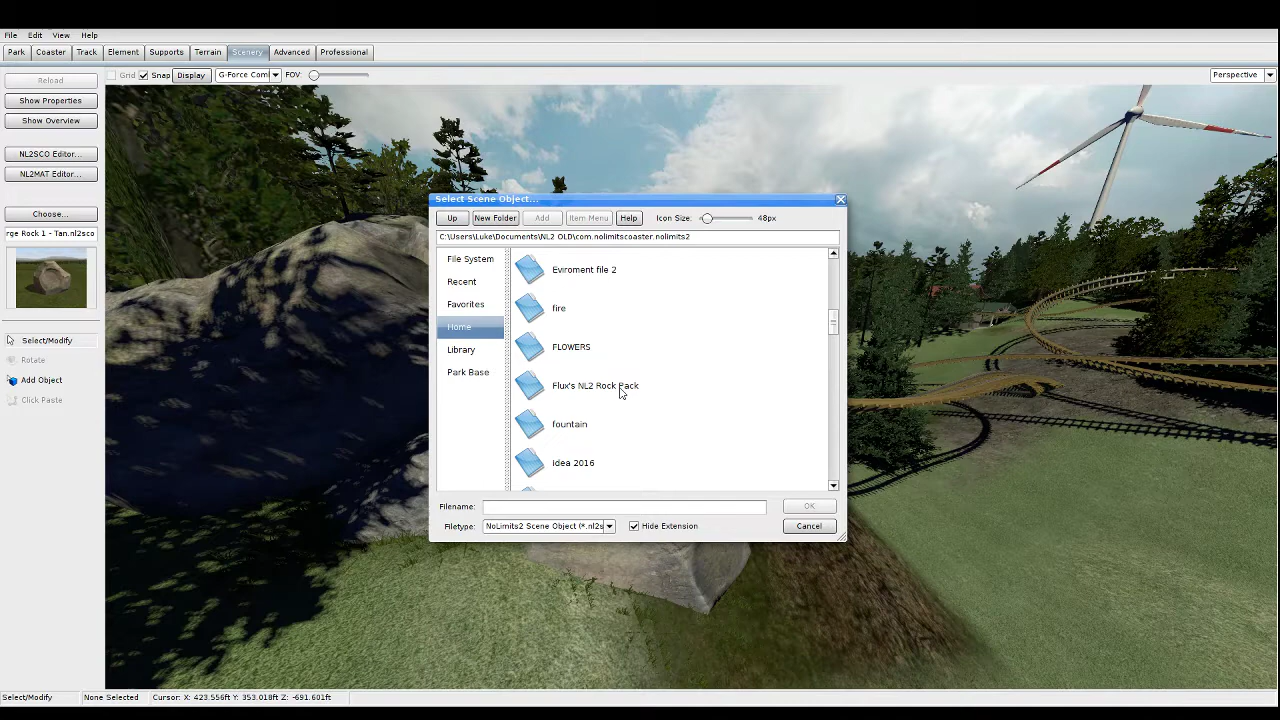 File Edit View Help
Park Coaster Track Element Supports Terrain Scenery Advanced Professional
Reload Grid Snap Display G-Force Com FOV: Perspective
Show Properties
Show Overview
NL2SCO Editor...
NL2MAT Editor...
Choose...
rge Rock 1 - Tan.nl2sco
Select/Modify
Rotate
Add Object
Click Paste
Select Scene Object...
Up New Folder Add Item Menu Help Icon Size: 48px
C:\Users\Luke\Documents\NL2 OLD\com.nolimitscoaster.nolimits2
File System
Recent
Favorites
Home
Library
Park Base
Eviroment file 2
fire
FLOWERS
Flux's NL2 Rock Pack
fountain
Idea 2016
Filename: OK
Filetype: NoLimits2 Scene Object (*.nl2s Hide Extension Cancel
Select/Modify None Selected Cursor: X: 423.556ft Y: 353.018ft Z: -691.601ft